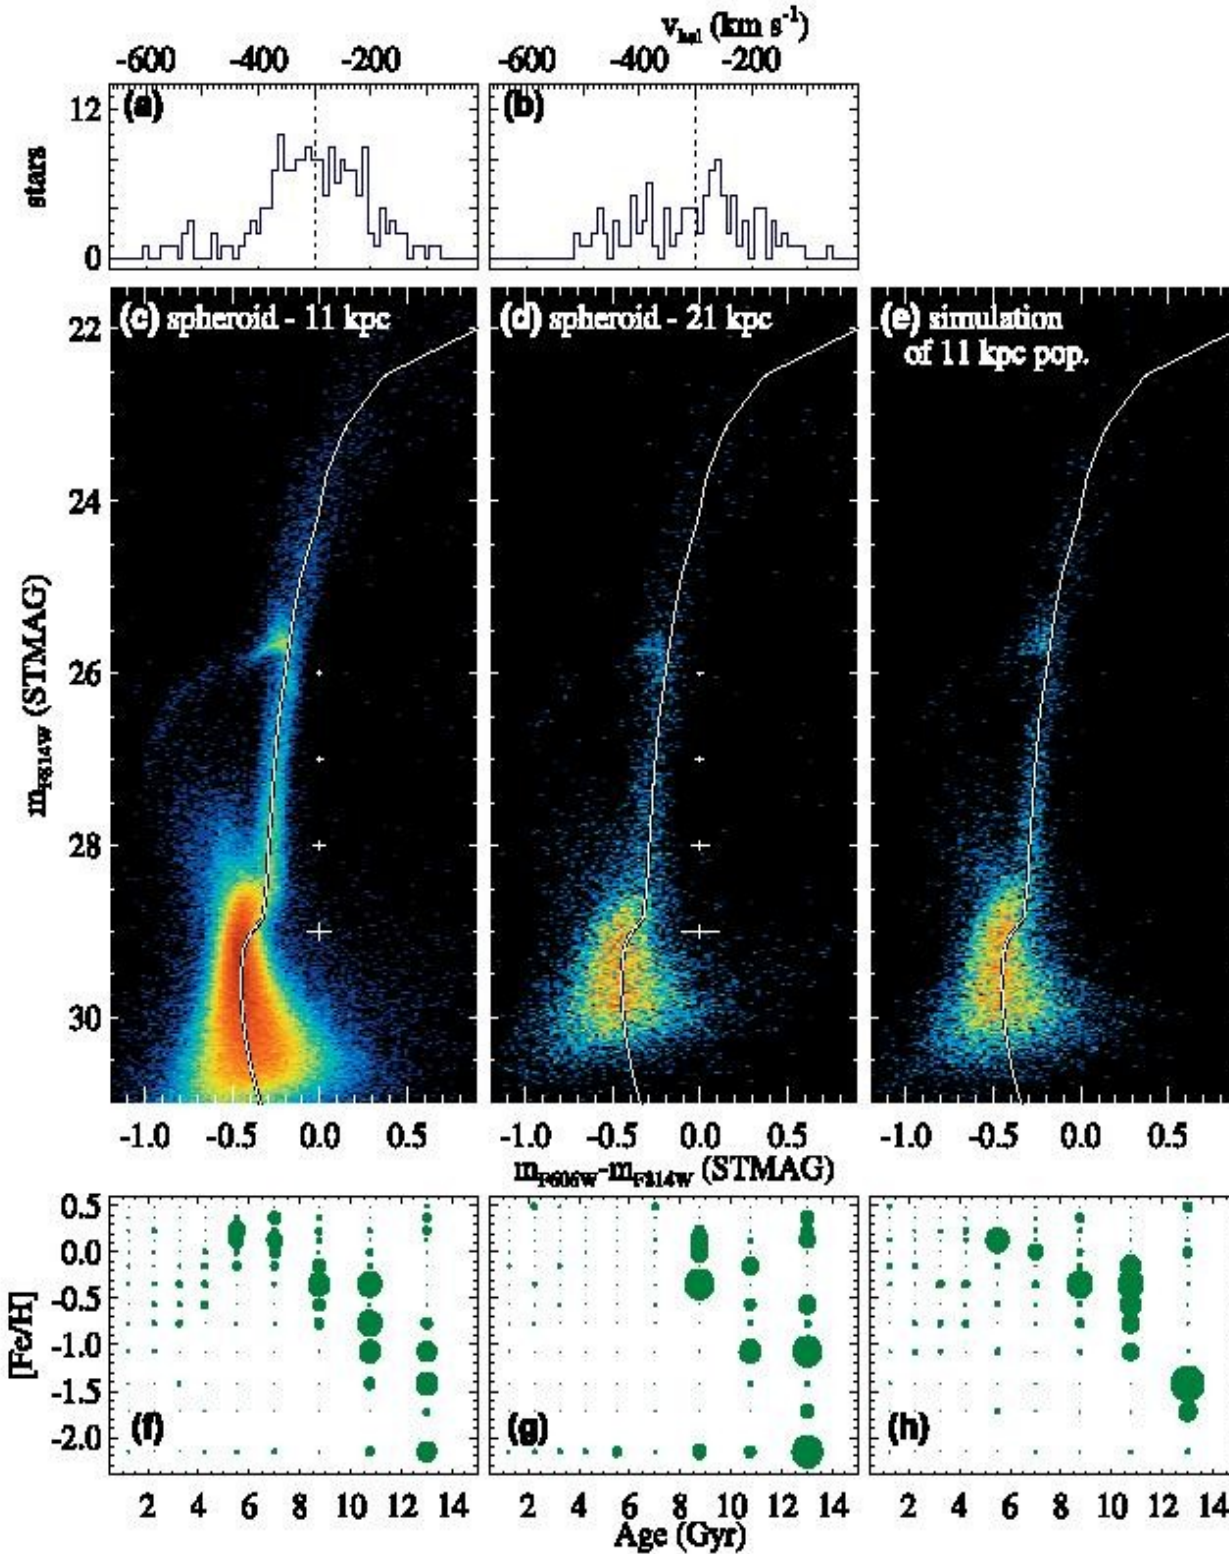 v_hel (km s⁻¹)
-600 -400 -200 -600 -400 -200
(a) (b)
12
stars
0
(c) spheroid - 11 kpc (d) spheroid - 21 kpc (e) simulation
of 11 kpc pop.
22
24
26
28
30
m_F814W (STMAG)
-1.0 -0.5 0.0 0.5 -1.0 -0.5 0.0 0.5 -1.0 -0.5 0.0 0.5
m_F606W-m_F814W (STMAG)
0.5
0.0
-0.5
-1.0
-1.5
-2.0
[Fe/H]
(f) (g) (h)
2 4 6 8 10 12 14 2 4 6 8 10 12 14 2 4 6 8 10 12 14
Age (Gyr)